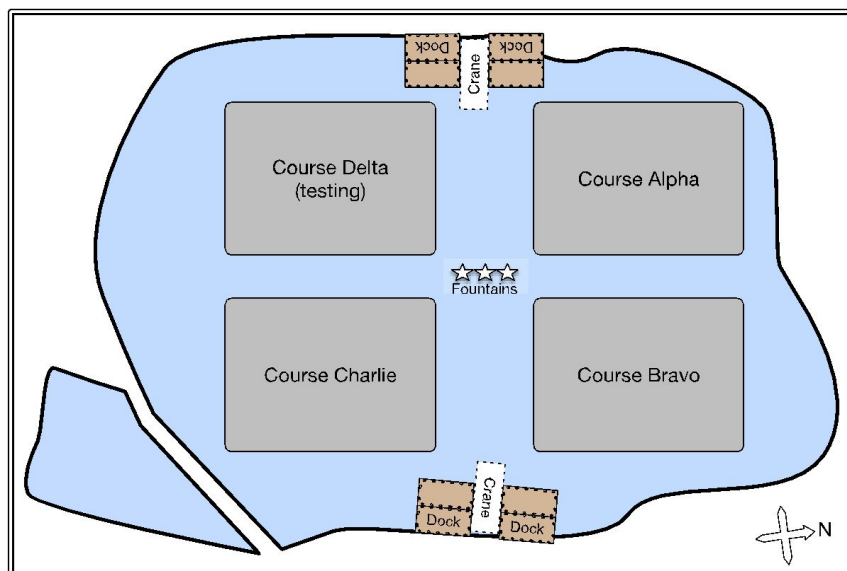 Dock
Crane
Dock
Course Delta
(testing)
Course Alpha
Fountains
Course Charlie
Course Bravo
Dock
Crane
Dock
N